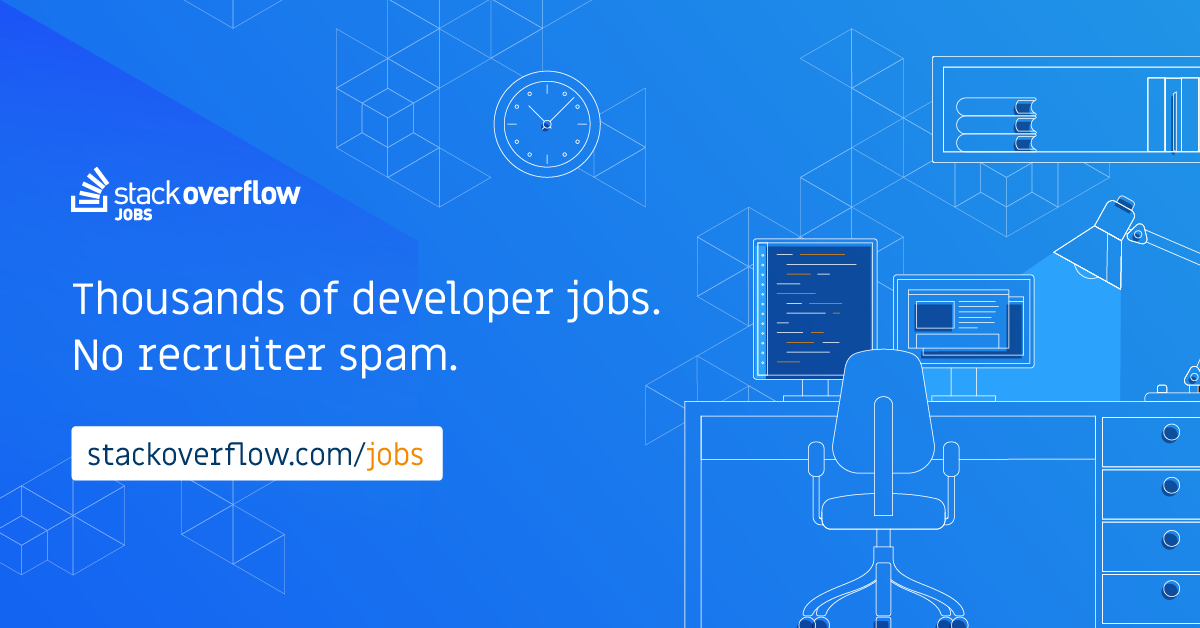 stackoverflow
JOBS
Thousands of developer jobs.
No recruiter spam.
stackoverflow.com/jobs